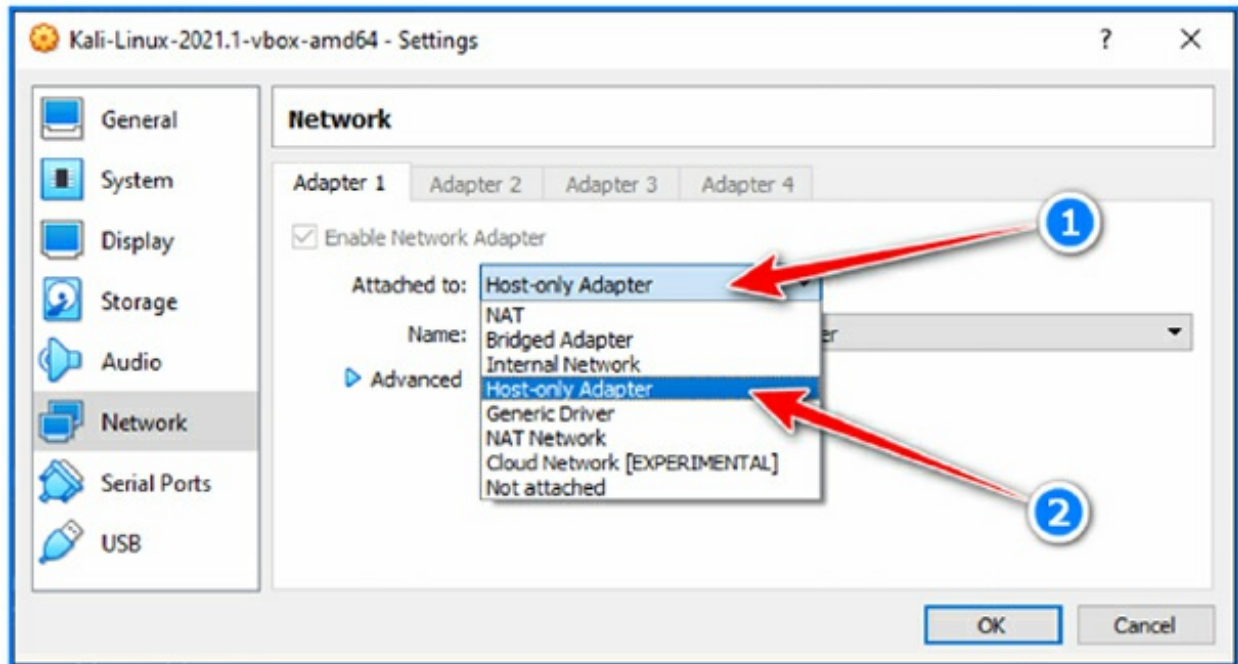 Kali-Linux-2021.1-vbox-amd64 - Settings
?
General
System
Display
Storage
Audio
Network
Serial Ports
USB
Network
Adapter 1
Adapter 2
Adapter 3
Adapter 4
Enable Network Adapter
Attached to:
Host-only Adapter
NAT
Bridged Adapter
Internal Network
Host-only Adapter
Generic Driver
NAT Network
Cloud Network [EXPERIMENTAL]
Not attached
Name:
Advanced
1
2
OK
Cancel